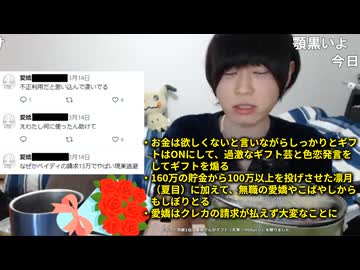 顎黒いよ
今日
愛嬌
3月14日
不正利用だと思い込んで凄いでる
愛嬌
3月14日
えわたし何に使ったん助けて
愛嬌
3月14日
なぜかペイディの請求13万でやばい現実逃避
・お金は欲しくないと言いながらしっかりとギフ
トはONにして、過激なギフト芸と色恋発言を
してギフトを煽る
・160万の貯金から100万以上を投げさせた凛月
（夏目）に加えて、無職の愛嬌やこばやしから
もしぼりとる
・愛嬌はクレカの請求が払えず大変なことに